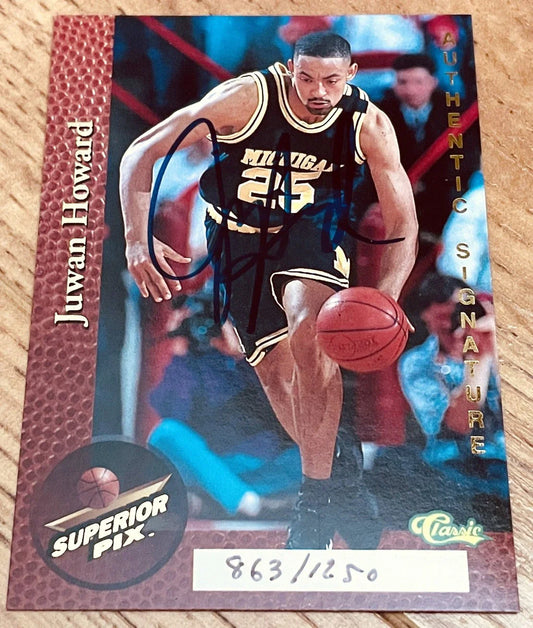 Juwan Howard
AUTHENTIC SIGNATURE
MICHIGAN
25
SUPERIOR
PIX.
Classic
863/1250